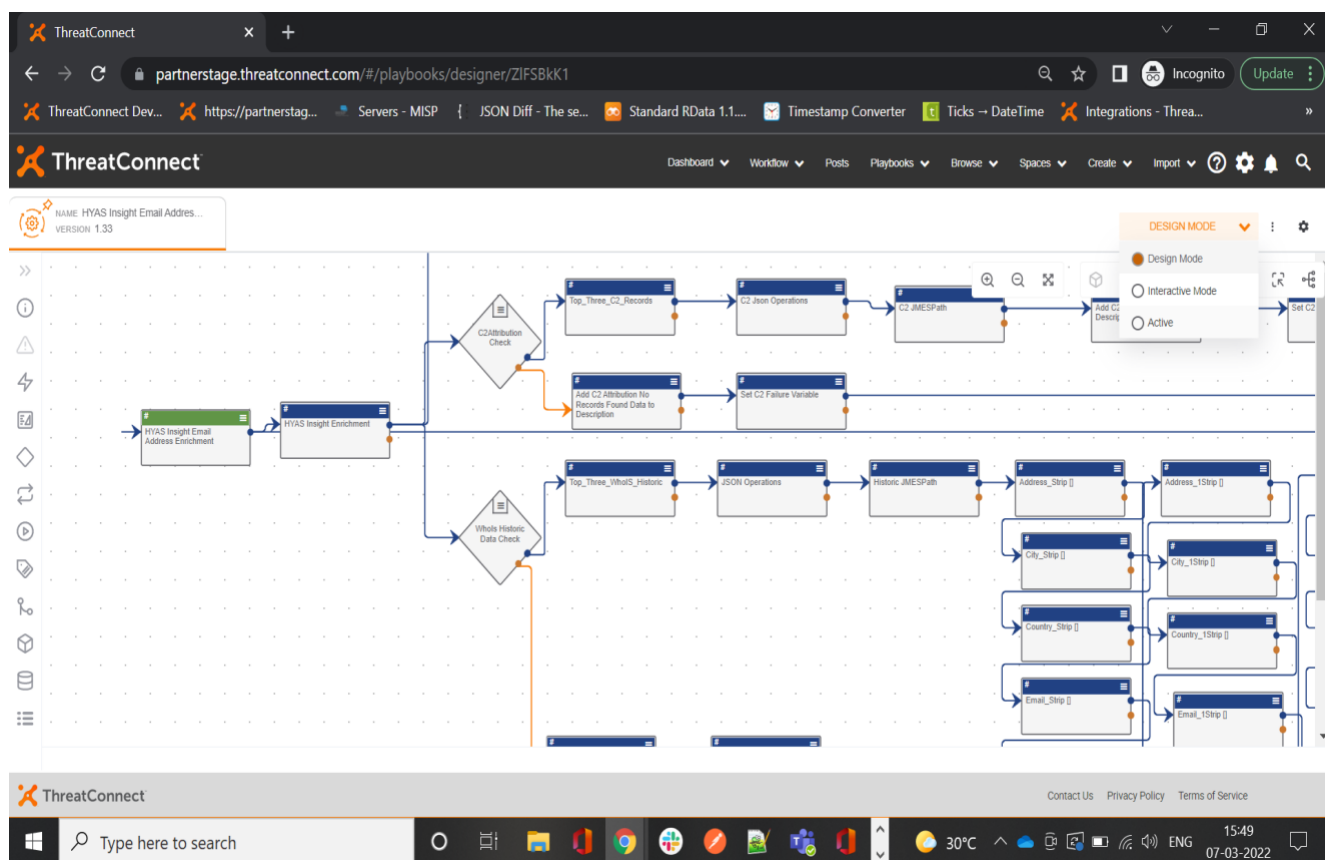 ThreatConnect
partnerstage.threatconnect.com/#/playbooks/designer/ZlFSBkK1
Incognito
Update
ThreatConnect Dev...
https://partnerstag...
Servers - MISP
JSON Diff - The se...
Standard RData 1.1....
Timestamp Converter
Ticks → DateTime
Integrations - Threa...
»
ThreatConnect
Dashboard
Workflow
Posts
Playbooks
Browse
Spaces
Create
Import
NAME HYAS Insight Email Addres...
VERSION 1.33
DESIGN MODE
Design Mode
Interactive Mode
Active
#
Top_Three_C2_Records
#
C2 Json Operations
#
C2 JMESPath
Add C2
Descrip
Set C2
C2Attribution
Check
#
Add C2 Attribution No
Records Found Data to
Description
#
Set C2 Failure Variable
#
HYAS Insight Email
Address Enrichment
#
HYAS Insight Enrichment
#
Top_Three_WhoIS_Historic
#
JSON Operations
#
Historic JMESPath
#
Address_Strip []
#
Address_1Strip []
WhoIs Historic
Data Check
#
City_Strip []
#
City_1Strip []
#
Country_Strip []
#
Country_1Strip []
#
Email_Strip []
#
Email_1Strip []
#
#
ThreatConnect
Contact Us
Privacy Policy
Terms of Service
Type here to search
30°C
ENG
15:49
07-03-2022